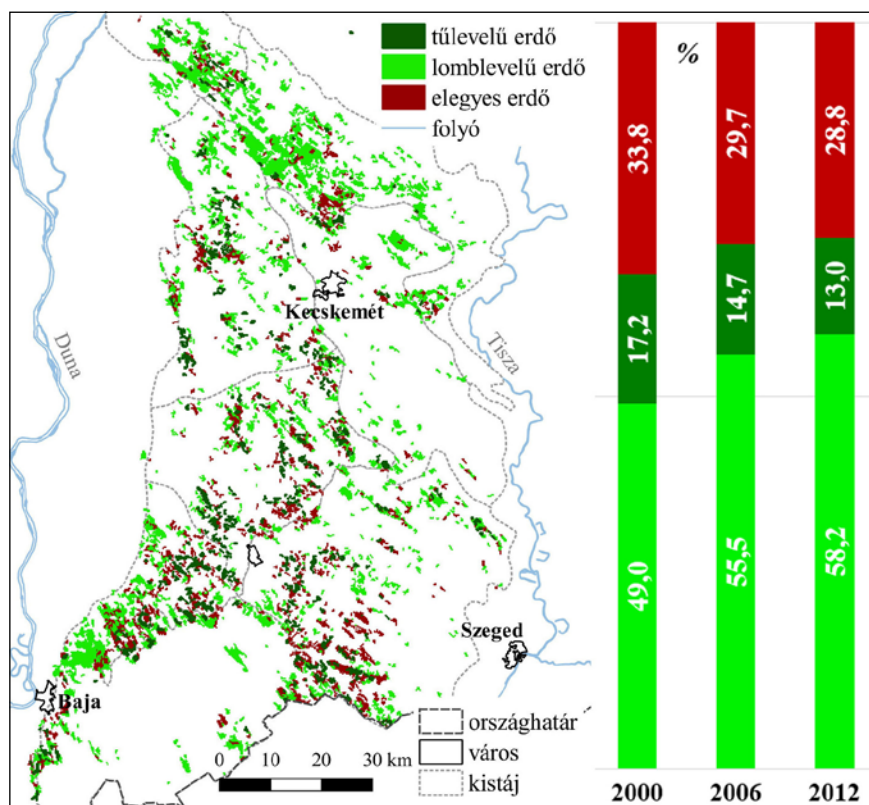 tűlevelű erdő
lomblevelű erdő
elegyes erdő
folyó
Duna
Kecskemét
Tisza
Szeged
Baja
országhatár
város
kistáj
0 10 20 30 km
%
33,8
29,7
28,8
17,2
14,7
13,0
49,0
55,5
58,2
2000 2006 2012